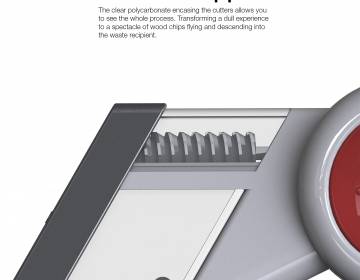 The clear polycarbonate encasing the cutters allows you
to see the whole process. Transforming a dull experience
to a spectacle of wood chips flying and descending into
the waste recipient.